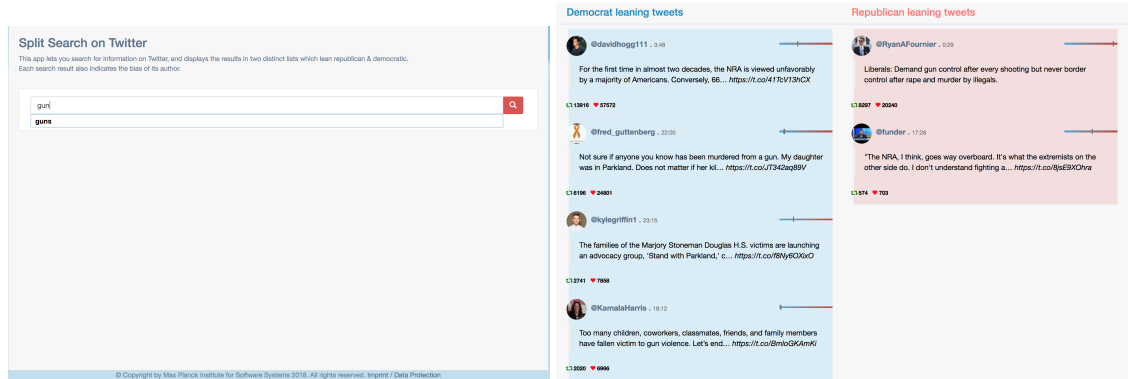 Split Search on Twitter
This app lets you search for information on Twitter, and displays the results in two distinct lists which lean republican & democratic.
Each search result also indicates the bias of its author.
gun
guns
© Copyright by Max Planck Institute for Software Systems 2018. All rights reserved. Imprint / Data Protection
Democrat leaning tweets
@davidhogg111 . 3:48
For the first time in almost two decades, the NRA is viewed unfavorably
by a majority of Americans. Conversely, 66… https://t.co/41TcV13hCX
13916 57572
@fred_guttenberg . 22:00
Not sure if anyone you know has been murdered from a gun. My daughter
was in Parkland. Does not matter if her kil… https://t.co/JT342aq89V
6196 24801
@kylegriffin1 . 23:15
The families of the Marjory Stoneman Douglas H.S. victims are launching
an advocacy group, 'Stand with Parkland,' c… https://t.co/f8Ny6OXixO
2741 7858
@KamalaHarris . 18:12
Too many children, coworkers, classmates, friends, and family members
have fallen victim to gun violence. Let's end… https://t.co/BmloGKAmKi
2020 6966
Republican leaning tweets
@RyanAFournier . 0:29
Liberals: Demand gun control after every shooting but never border
control after rape and murder by illegals.
8297 20240
@funder . 17:26
"The NRA, I think, goes way overboard. It's what the extremists on the
other side do. I don't understand fighting a… https://t.co/8jsE9XOhra
574 703